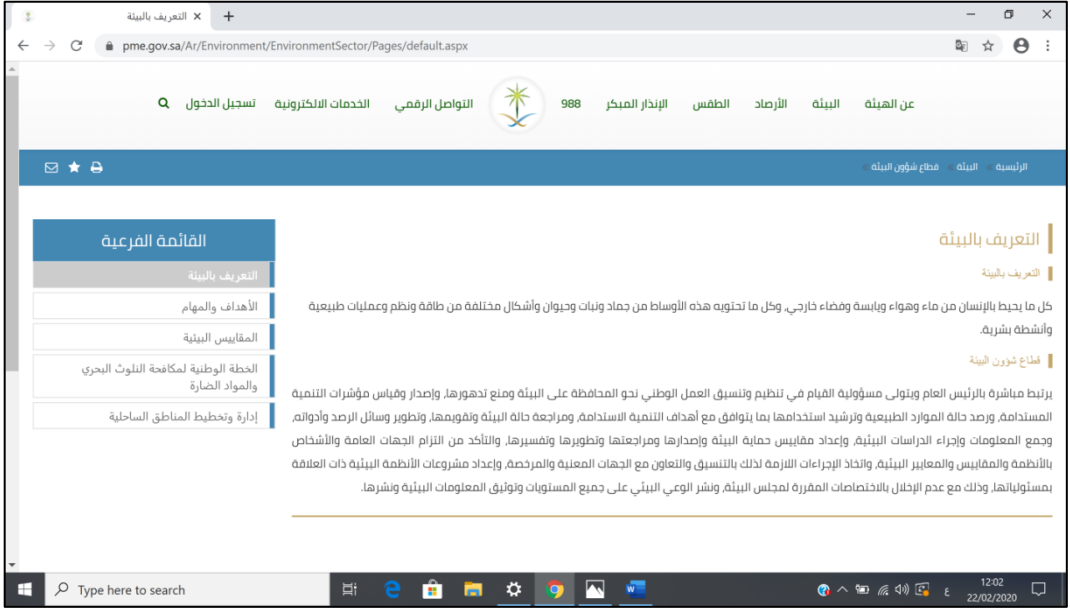 التعريف بالبيئة
pme.gov.sa/Ar/Environment/EnvironmentSector/Pages/default.aspx
عن الهيئة البيئة الأرصاد الطقس الإنذار المبكر 988 التواصل الرقمي الخدمات الالكترونية تسجيل الدخول
الرئيسية » البيئة » قطاع شؤون البيئة »
التعريف بالبيئة
التعريف بالبيئة
كل ما يحيط بالإنسان من ماء وهواء ويابسة وفضاء خارجي, وكل ما تحتويه هذه الأوساط من جماد ونبات وحيوان وأشكال مختلفة من طاقة ونظم وعمليات طبيعية
وأنشطة بشرية.
قطاع شؤون البيئة
يرتبط مباشرة بالرئيس العام ويتولى مسؤولية القيام في تنظيم وتنسيق العمل الوطني نحو المحافظة على البيئة ومنع تدهورها, وإصدار وقياس مؤشرات التنمية
المستدامة, ورصد حالة الموارد الطبيعية وترشيد استخدامها بما يتوافق مع أهداف التنمية الاستدامة, ومراجعة حالة البيئة وتقويمها, وتطوير وسائل الرصد وأدواته,
وجمع المعلومات وإجراء الدراسات البيئية, وإعداد مقاييس حماية البيئة وإصدارها ومراجعتها وتطويرها وتفسيرها, والتأكد من التزام الجهات العامة والأشخاص
بالأنظمة والمقاييس والمعايير البيئية, واتخاذ الإجراءات اللازمة لذلك بالتنسيق والتعاون مع الجهات المعنية والمرخصة, وإعداد مشروعات الأنظمة البيئية ذات العلاقة
بمسئولياتها, وذلك مع عدم الإخلال بالاختصاصات المقررة لمجلس البيئة, ونشر الوعي البيئي على جميع المستويات وتوثيق المعلومات البيئية ونشرها.
القائمة الفرعية
التعريف بالبيئة
الأهداف والمهام
المقاييس البيئية
الخطة الوطنية لمكافحة التلوث البحري
والمواد الضارة
إدارة وتخطيط المناطق الساحلية
Type here to search
ع
12:02
22/02/2020